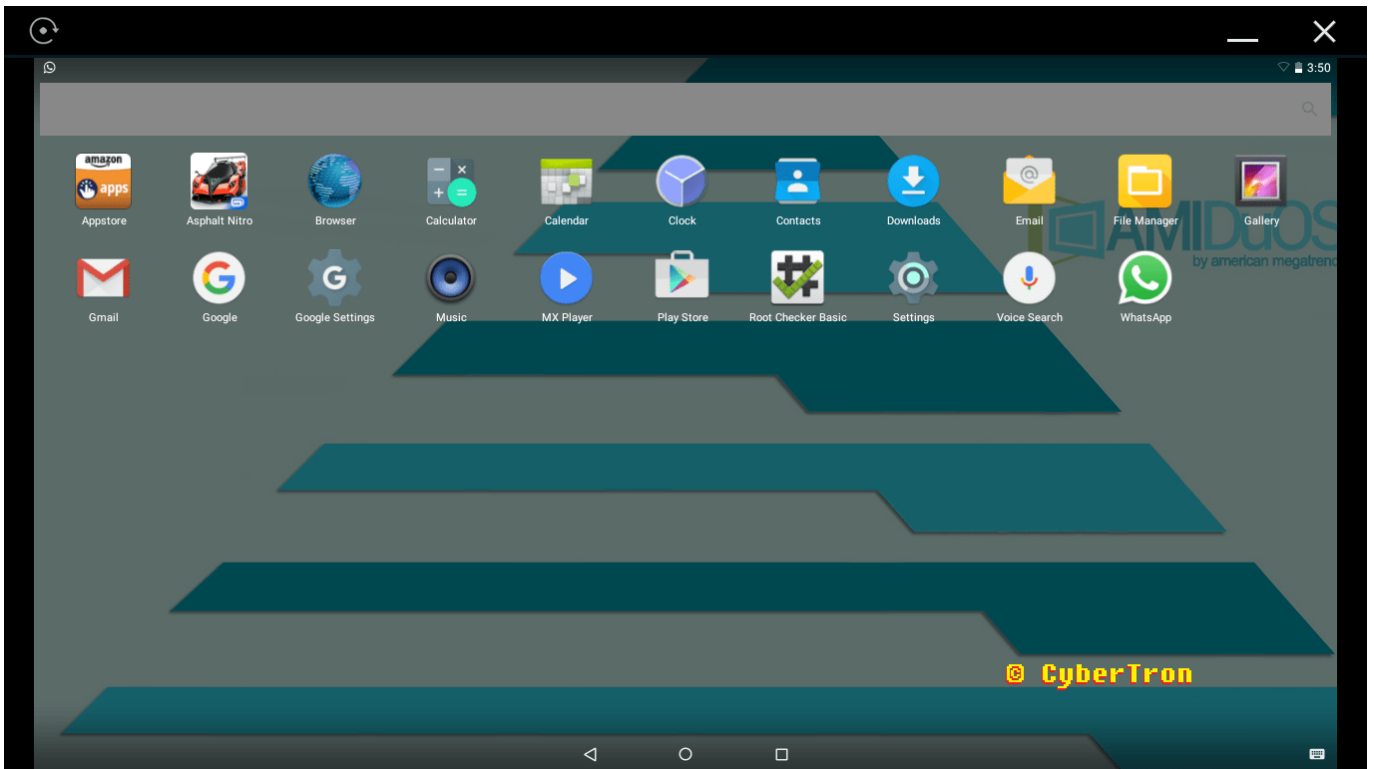 3:50
amazon
apps
Appstore
Asphalt Nitro
Browser
Calculator
Calendar
Clock
Contacts
Downloads
Email
File Manager
Gallery
AMIDuOS
by american megatrend
Gmail
Google
Google Settings
Music
MX Player
Play Store
Root Checker Basic
Settings
Voice Search
WhatsApp
© CyberTron